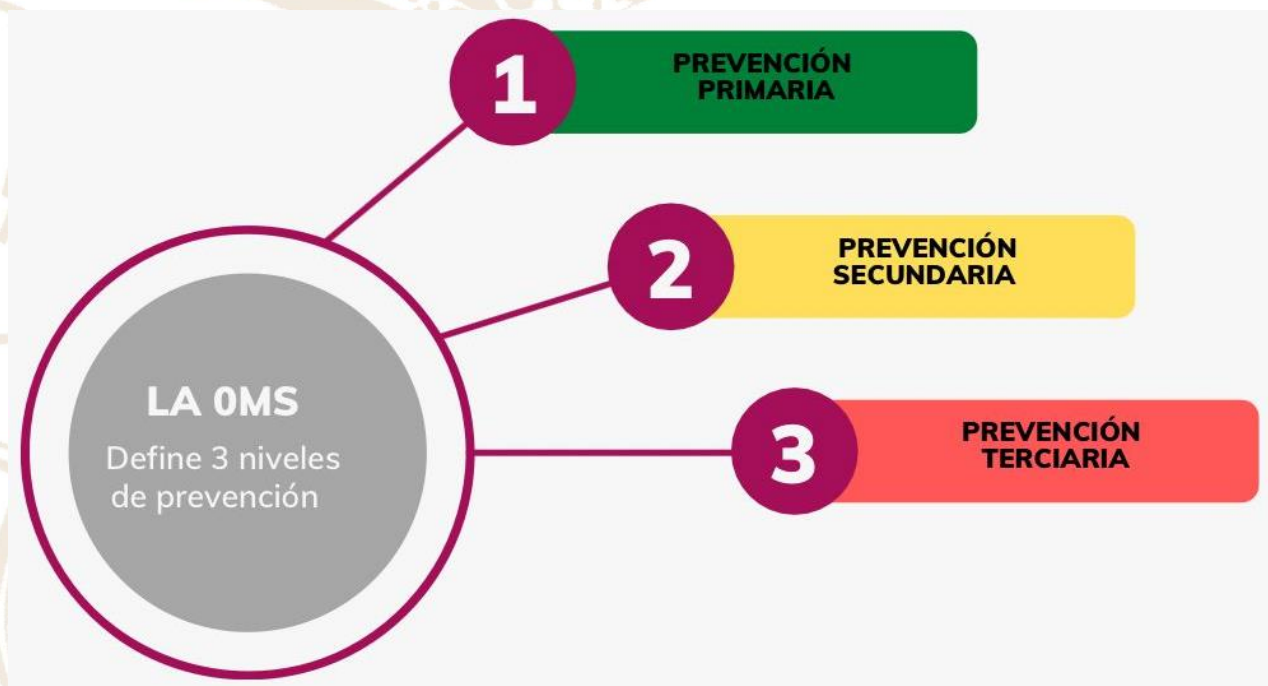 1
PREVENCIÓN
PRIMARIA
2
PREVENCIÓN
SECUNDARIA
LA 0MS
Define 3 niveles
de prevención
3
PREVENCIÓN
TERCIARIA